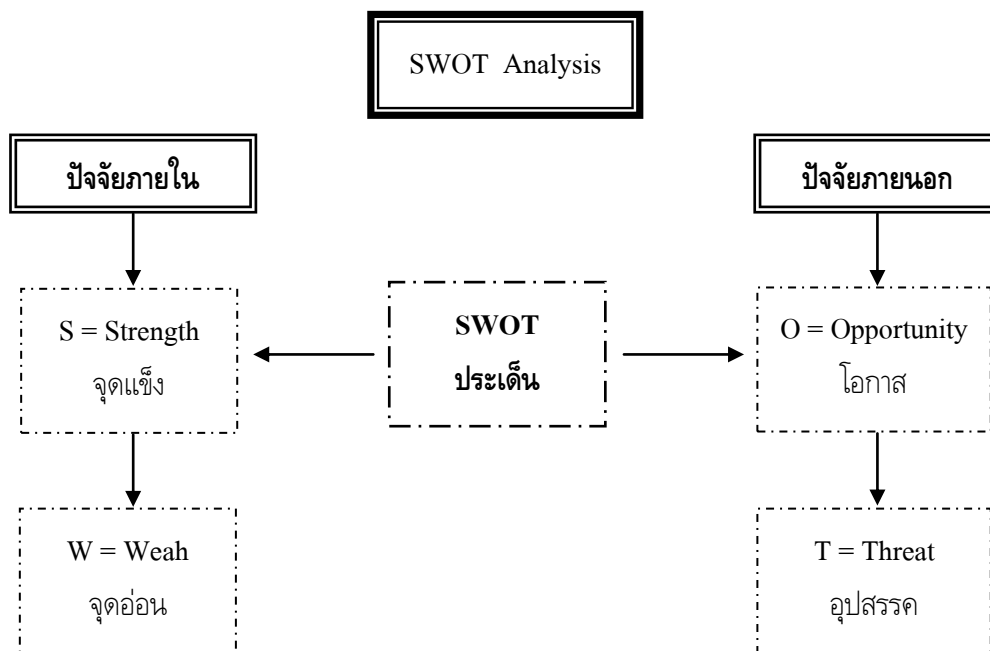 SWOT Analysis
ปัจจัยภายใน
ปัจจัยภายนอก
S = Strength
จุดแข็ง
SWOT
ประเด็น
O = Opportunity
โอกาส
W = Weah
จุดอ่อน
T = Threat
อุปสรรค